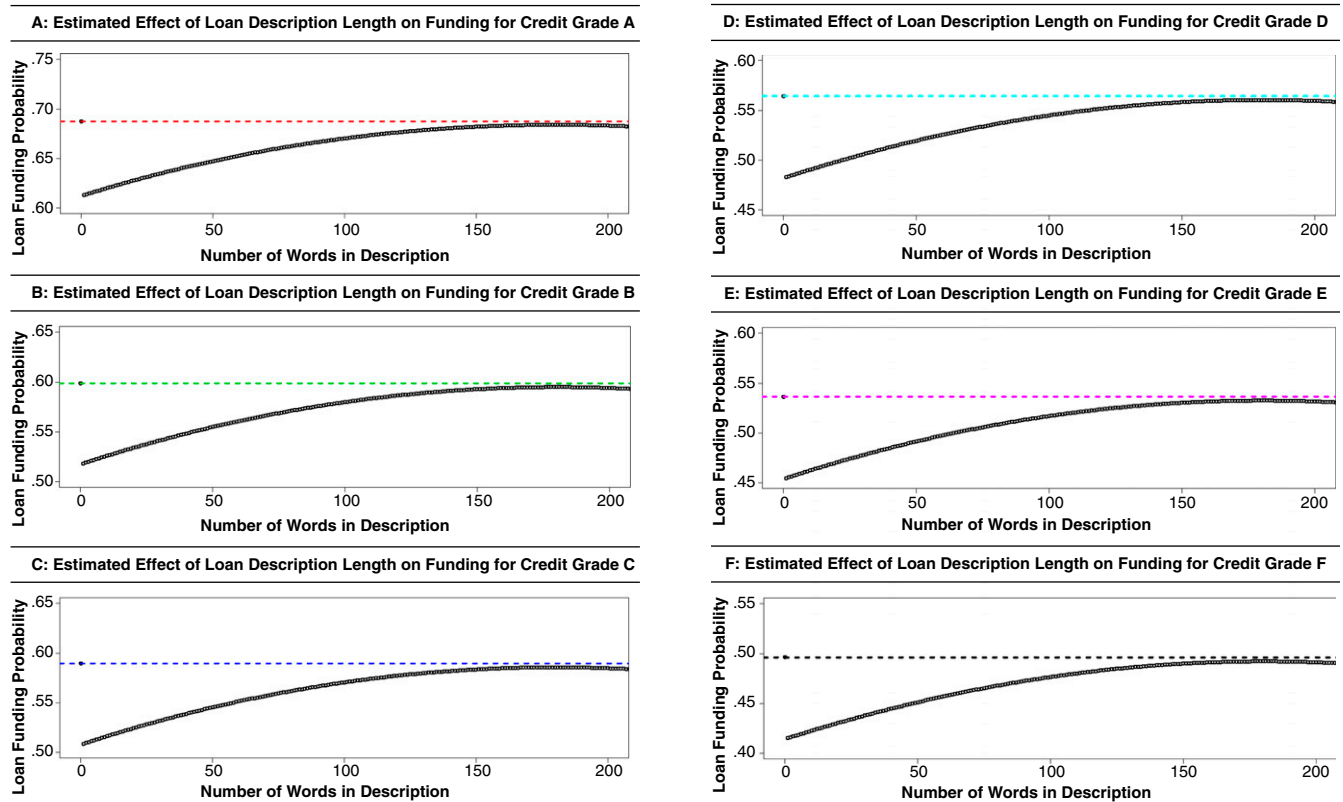 A: Estimated Effect of Loan Description Length on Funding for Credit Grade A
Loan Funding Probability
.75
.70
.65
.60
0 50 100 150 200
Number of Words in Description
B: Estimated Effect of Loan Description Length on Funding for Credit Grade B
Loan Funding Probability
.65
.60
.55
.50
0 50 100 150 200
Number of Words in Description
C: Estimated Effect of Loan Description Length on Funding for Credit Grade C
Loan Funding Probability
.65
.60
.55
.50
0 50 100 150 200
Number of Words in Description
D: Estimated Effect of Loan Description Length on Funding for Credit Grade D
Loan Funding Probability
.60
.55
.50
.45
0 50 100 150 200
Number of Words in Description
E: Estimated Effect of Loan Description Length on Funding for Credit Grade E
Loan Funding Probability
.60
.55
.50
.45
0 50 100 150 200
Number of Words in Description
F: Estimated Effect of Loan Description Length on Funding for Credit Grade F
Loan Funding Probability
.55
.50
.45
.40
0 50 100 150 200
Number of Words in Description